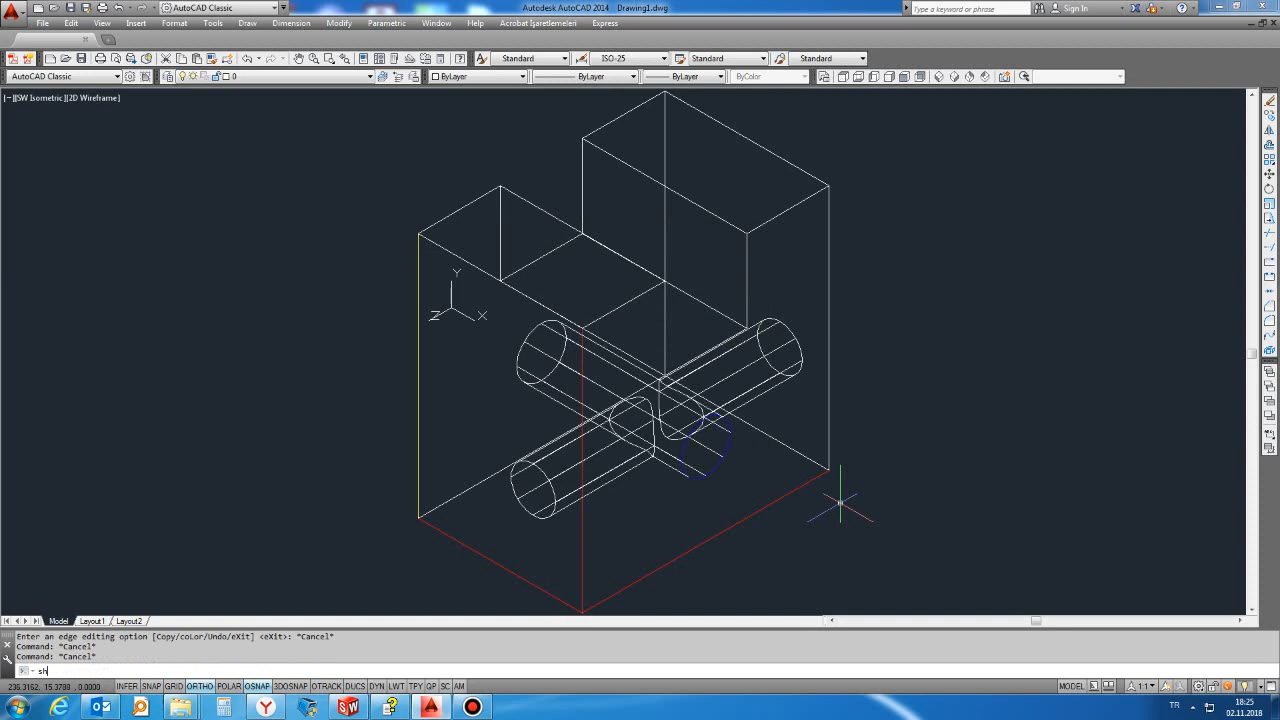 AutoCAD Classic
Autodesk AutoCAD 2014 Drawing1.dwg
Type a keyword or phrase
Sign In
File Edit View Insert Format Tools Draw Dimension Modify Parametric Window Help Acrobat İşaretlemeleri Express
Standard ISO-25 Standard Standard
AutoCAD Classic 0 ByLayer ByLayer ByLayer ByColor
[−][SW Isometric][2D Wireframe]
Y
Z X
Model Layout1 Layout2
Enter an edge editing option [Copy/coLor/Undo/eXit] <eXit>: *Cancel*
Command: *Cancel*
Command: *Cancel*
sh
236.3162, 15.3788, 0.0000 INFER SNAP GRID ORTHO POLAR OSNAP 3DOSNAP OTRACK DUCS DYN LWT TPY QP SC AM MODEL 1:1
TR 18:25
02.11.2018